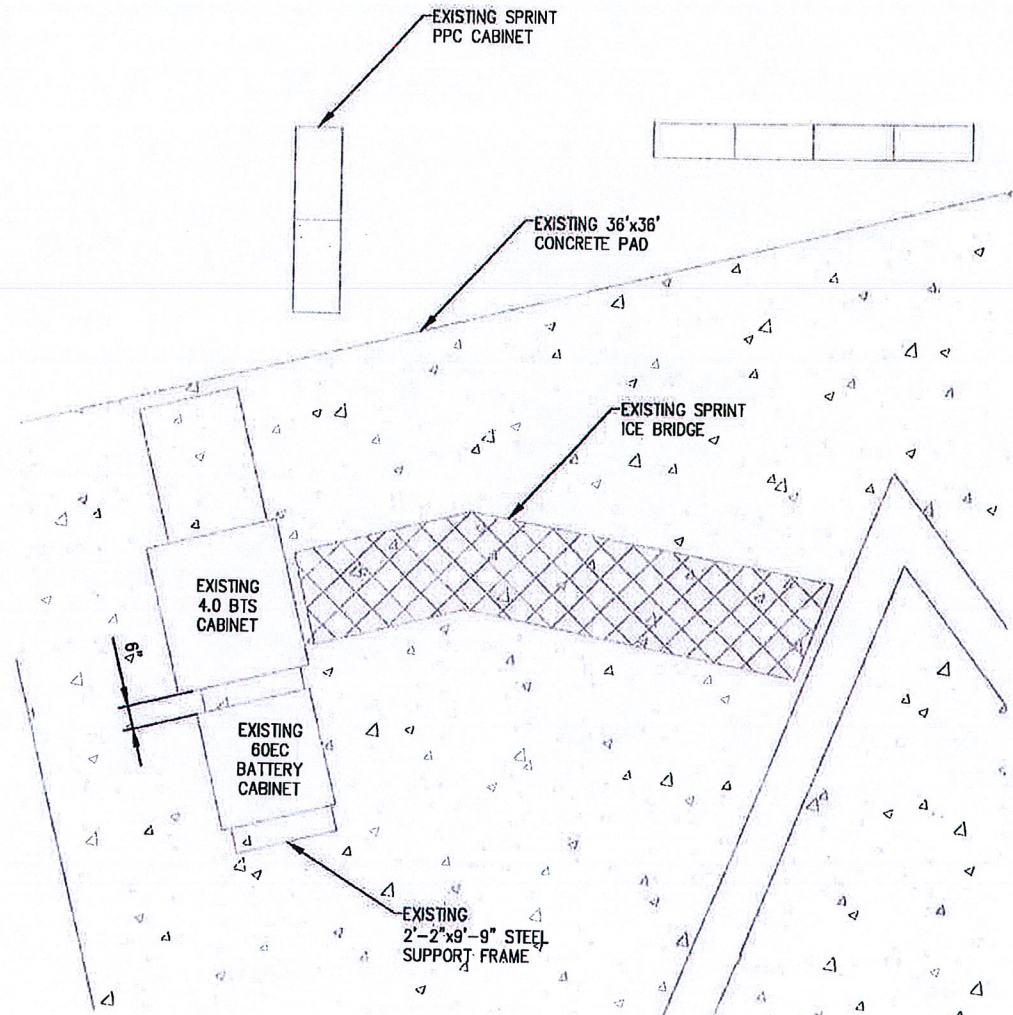 EXISTING SPRINT
PPC CABINET
EXISTING 36'x36'
CONCRETE PAD
EXISTING SPRINT
ICE BRIDGE
EXISTING
4.0 BTS
CABINET
6"
EXISTING
60EC
BATTERY
CABINET
EXISTING
2'-2"x9'-9" STEEL
SUPPORT FRAME